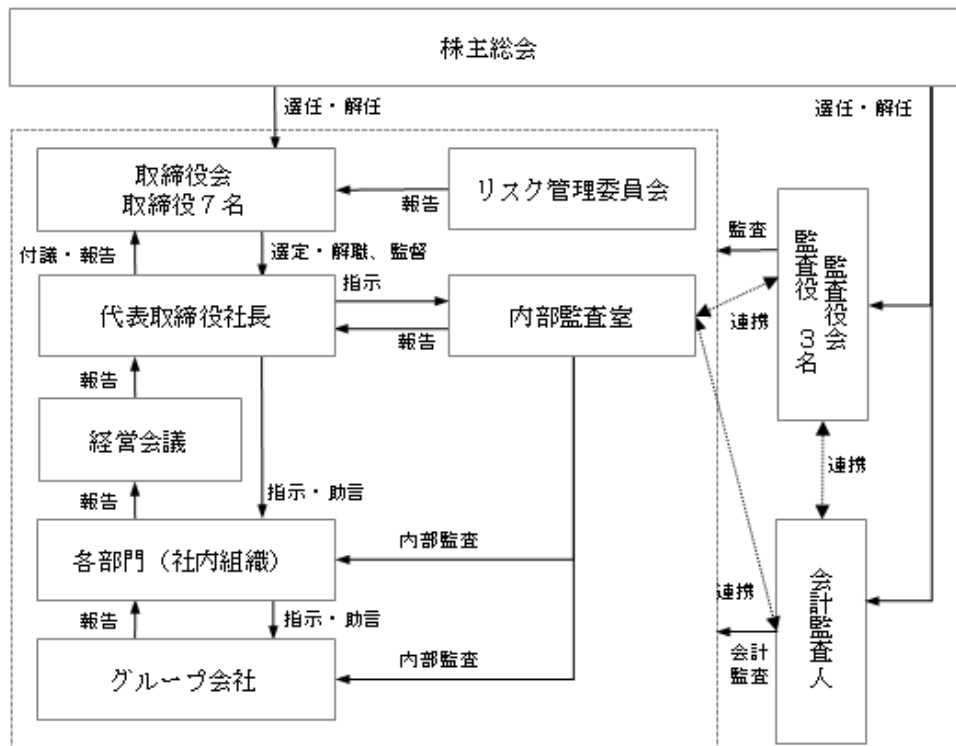 株主総会
選任・解任
選任・解任
取締役会
取締役７名
報告
リスク管理委員会
監査
監査役会
監査役　３名
付議・報告
選定・解職、監督
指示
代表取締役社長
内部監査室
報告
連携
報告
経営会議
連携
報告
指示・助言
各部門（社内組織）
内部監査
会計監査人
連携
報告
指示・助言
グループ会社
内部監査
会計
監査